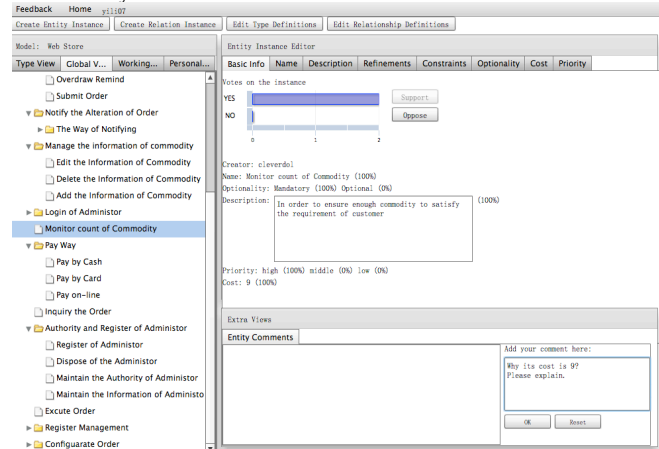 Feedback Home yili07
Create Entity Instance Create Relation Instance Edit Type Definitions Edit Relationship Definitions
Model: Web Store
Type View Global V... Working... Personal...
Overdraw Remind
Submit Order
Notify the Alteration of Order
The Way of Notifying
Manage the information of commodity
Edit the Information of Commodity
Delete the Information of Commodity
Add the Information of Commodity
Login of Administor
Monitor count of Commodity
Pay Way
Pay by Cash
Pay by Card
Pay on-line
Inquiry the Order
Authority and Register of Administor
Register of Administor
Dispose of the Administor
Maintain the Authority of Administor
Maintain the Information of Administo
Excute Order
Register Management
Configuarate Order
Entity Instance Editor
Basic Info Name Description Refinements Constraints Optionality Cost Priority
Votes on the instance
YES
NO
0 1 2
Support
Oppose
Creator: cleverdol
Name: Monitor count of Commodity (100%)
Optionality: Mandatory (100%) Optional (0%)
Description: In order to ensure enough commodity to satisfy (100%)
the requirement of customer
Priority: high (100%) middle (0%) low (0%)
Cost: 9 (100%)
Extra Views
Entity Comments
Add your comment here:
Why its cost is 9?
Please explain.
OK Reset